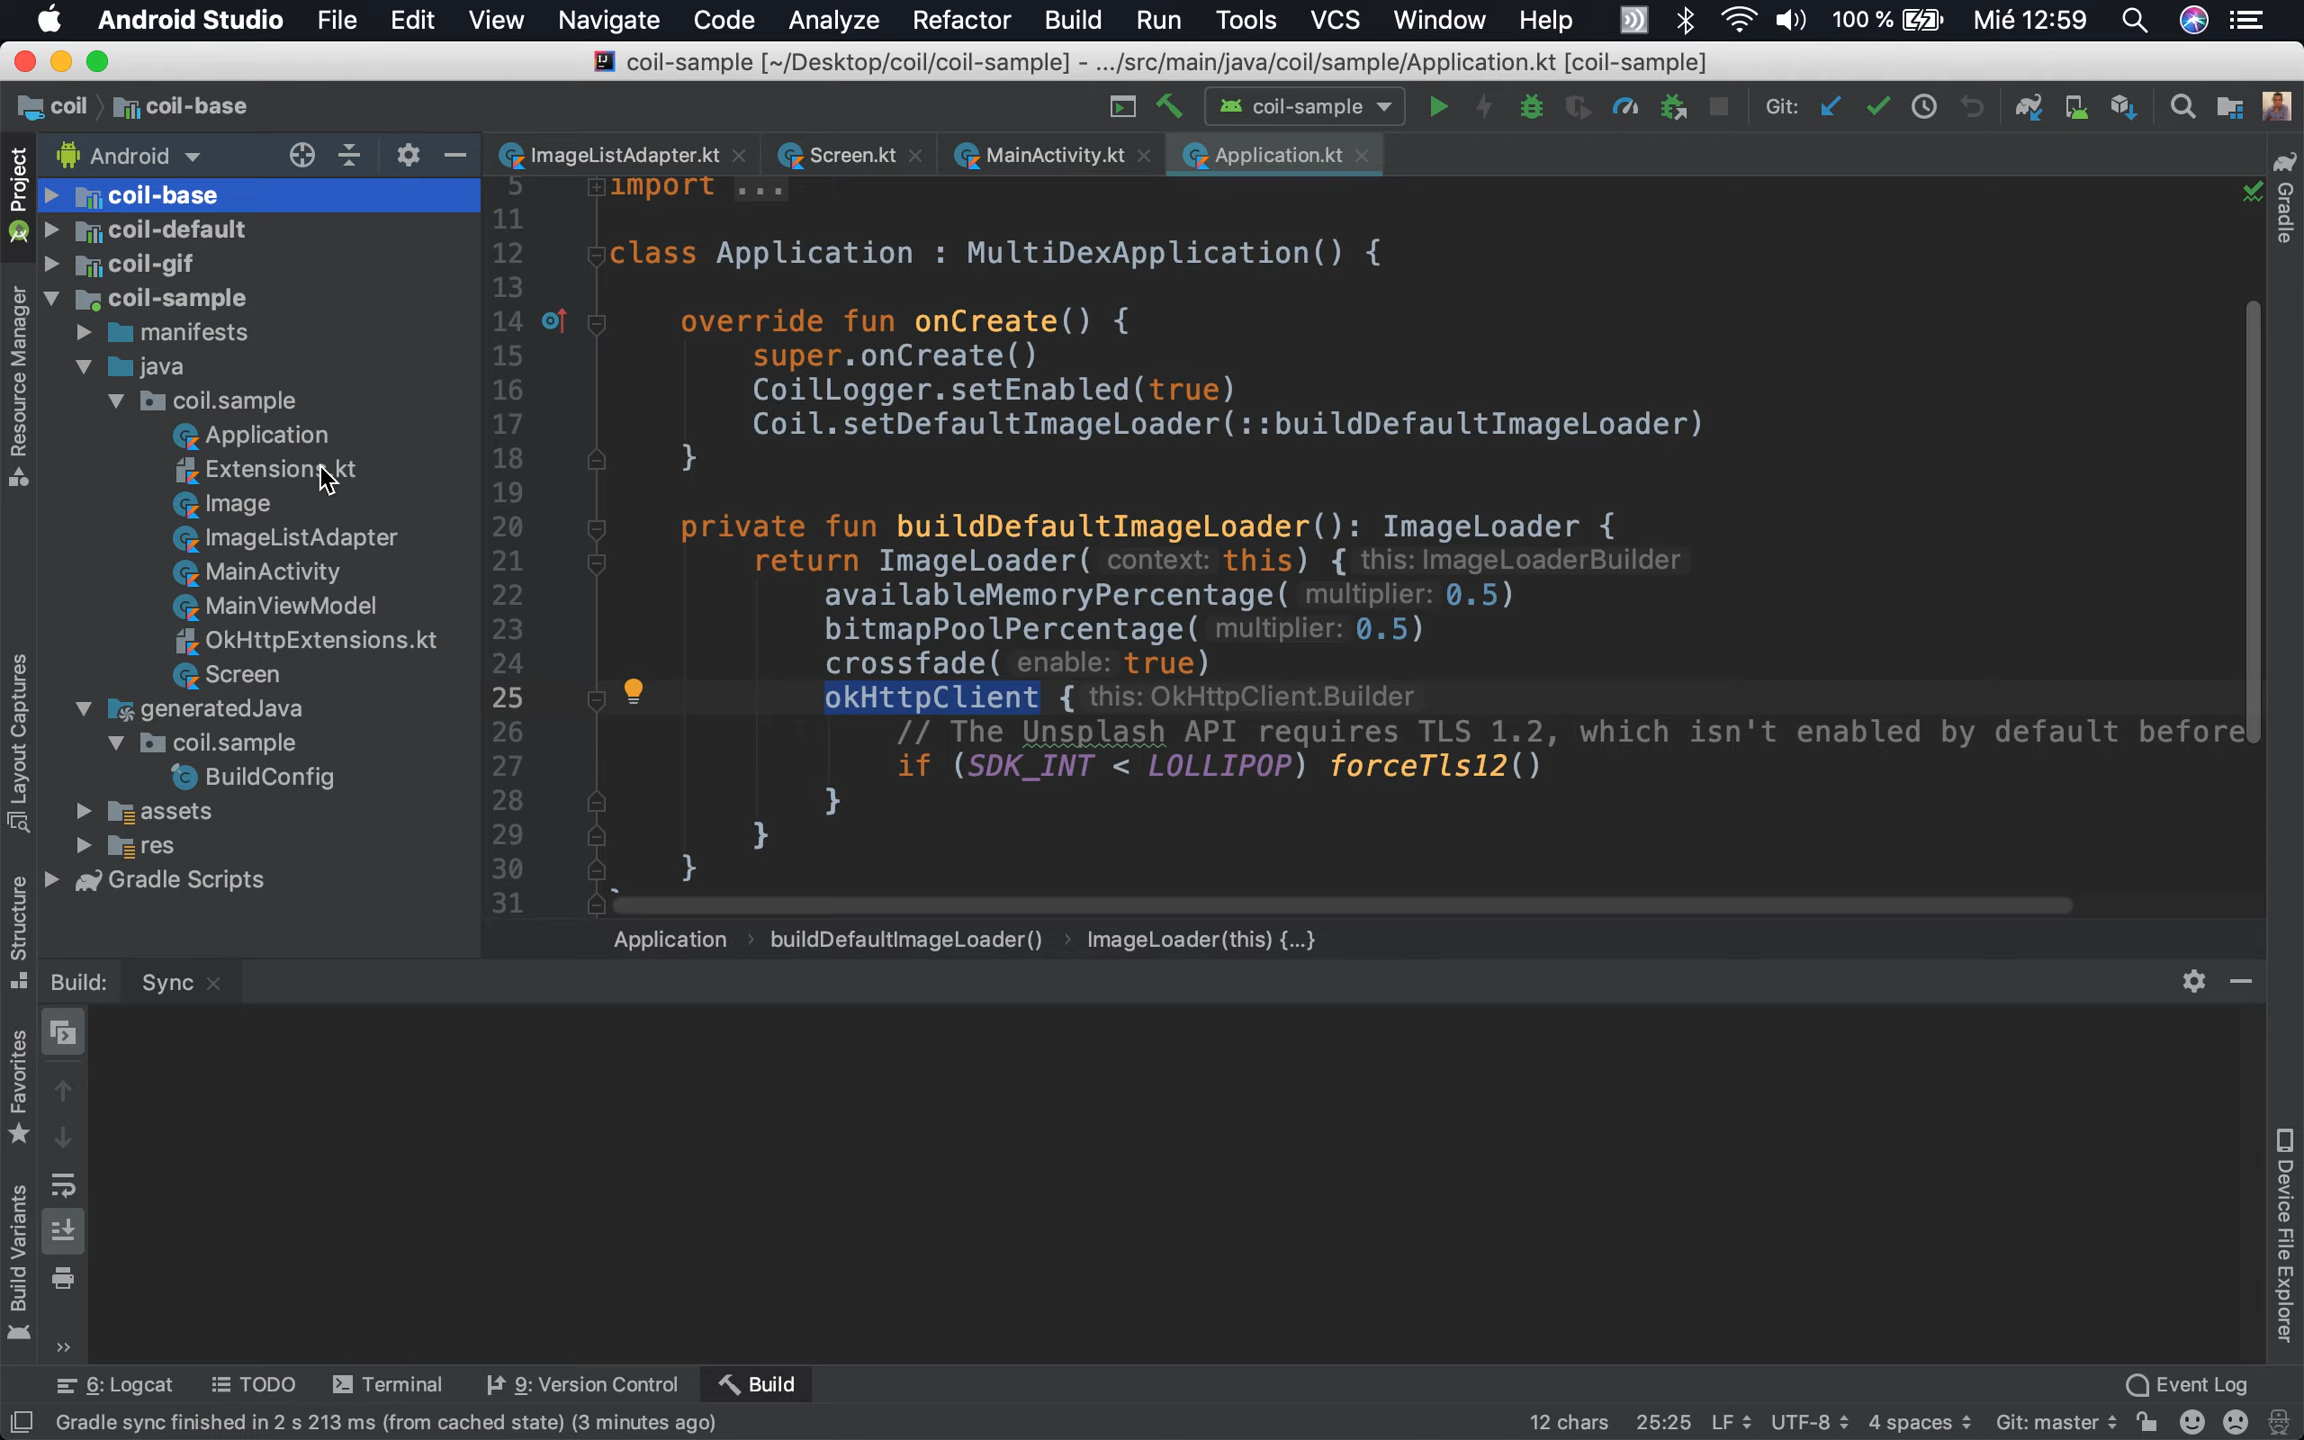 Android Studio File Edit View Navigate Code Analyze Refactor Build Run Tools VCS Window Help 100 % Mié 12:59
coil-sample [~/Desktop/coil/coil-sample] - .../src/main/java/coil/sample/Application.kt [coil-sample]
coil coil-base coil-sample Git:
Android
ImageListAdapter.kt Screen.kt MainActivity.kt Application.kt
Project
Resource Manager
Layout Captures
Structure
Favorites
Build Variants
coil-base
coil-default
coil-gif
coil-sample
manifests
java
coil.sample
Application
Extensions.kt
Image
ImageListAdapter
MainActivity
MainViewModel
OkHttpExtensions.kt
Screen
generatedJava
coil.sample
BuildConfig
assets
res
Gradle Scripts
5 import ...
11
12 class Application : MultiDexApplication() {
13
14 override fun onCreate() {
15 super.onCreate()
16 CoilLogger.setEnabled(true)
17 Coil.setDefaultImageLoader(::buildDefaultImageLoader)
18 }
19
20 private fun buildDefaultImageLoader(): ImageLoader {
21 return ImageLoader( context: this) { this: ImageLoaderBuilder
22 availableMemoryPercentage( multiplier: 0.5)
23 bitmapPoolPercentage( multiplier: 0.5)
24 crossfade( enable: true)
25 okHttpClient { this: OkHttpClient.Builder
26 // The Unsplash API requires TLS 1.2, which isn't enabled by default before
27 if (SDK_INT < LOLLIPOP) forceTls12()
28 }
29 }
30 }
31
Application buildDefaultImageLoader() ImageLoader(this) {...}
Gradle
Device File Explorer
Build: Sync
6: Logcat TODO Terminal 9: Version Control Build Event Log
Gradle sync finished in 2 s 213 ms (from cached state) (3 minutes ago) 12 chars 25:25 LF UTF-8 4 spaces Git: master